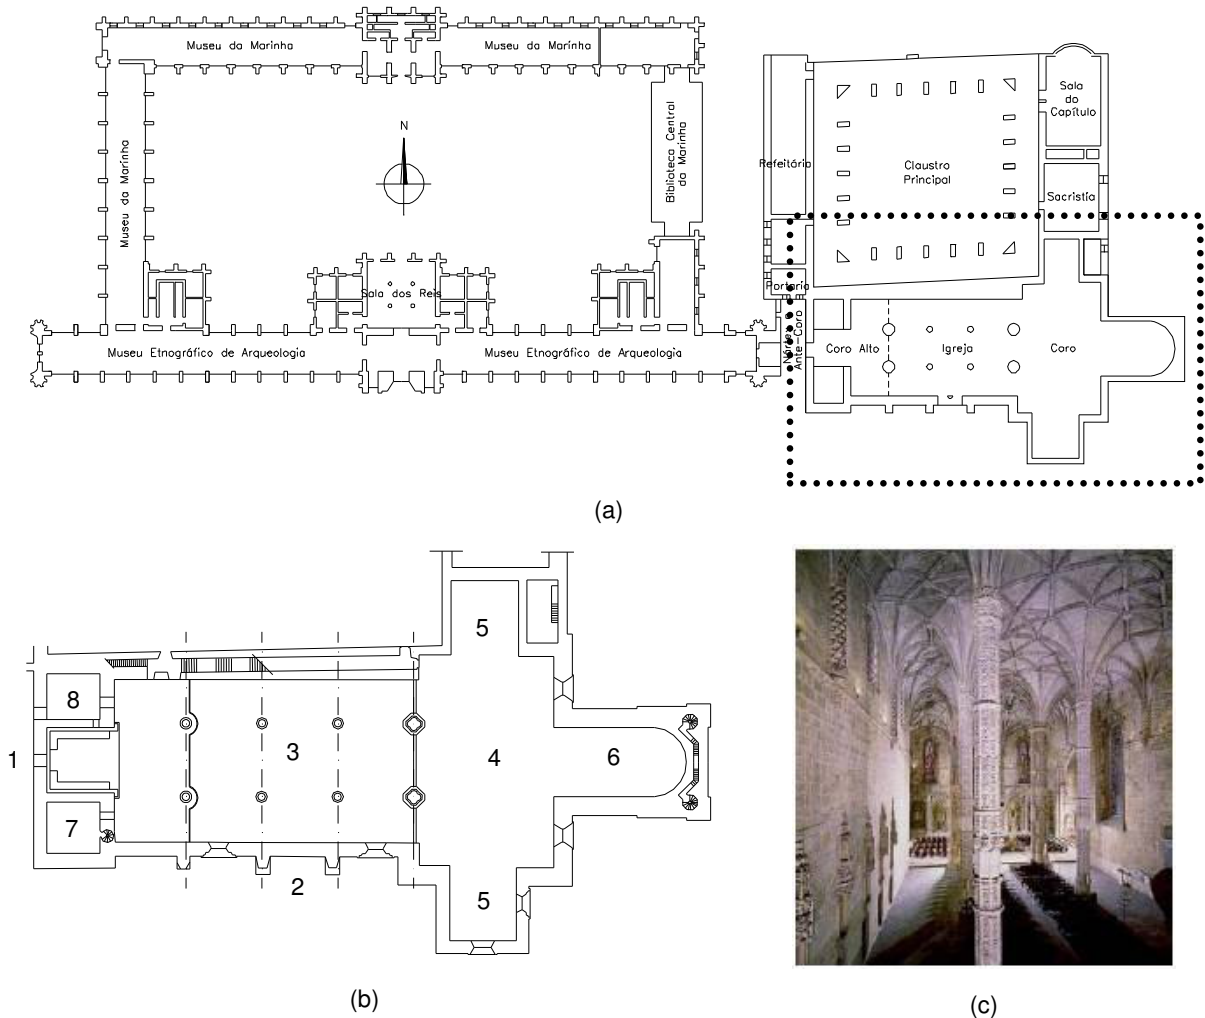 Museu da Marinha
Museu da Marinha
Museu da Marinha
N
Biblioteca Central
da Marinha
Sala dos Reis
Museu Etnográfico de Arqueologia
Museu Etnográfico de Arqueologia
Refeitório
Claustro
Principal
Sala
do
Capítulo
Sacristia
Portaria
Ante-Coro
Coro Alto
Igreja
Coro
(a)
1
2
3
4
5
5
6
7
8
(b)
(c)